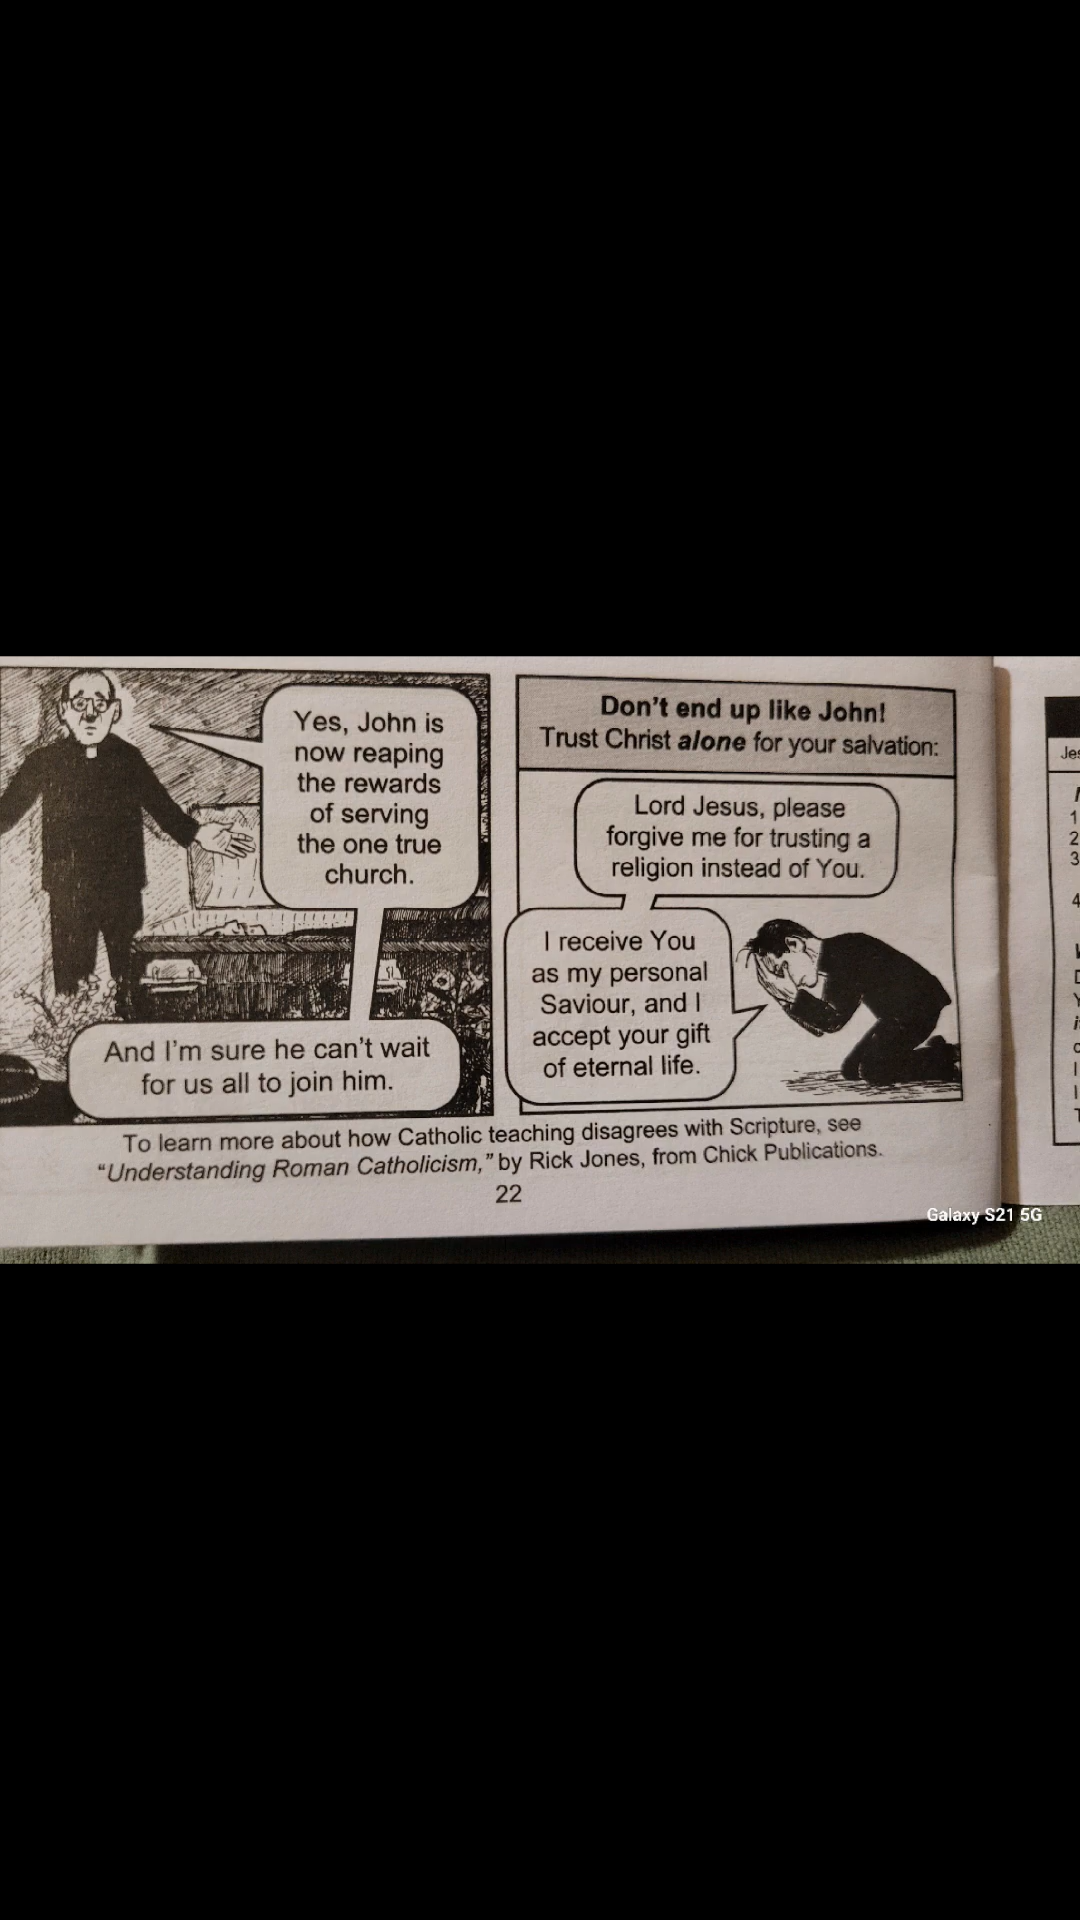 Yes, John is
now reaping
the rewards
of serving
the one true
church.
And I'm sure he can't wait
for us all to join him.
Don't end up like John!
Trust Christ alone for your salvation:
Lord Jesus, please
forgive me for trusting a
religion instead of You.
I receive You
as my personal
Saviour, and I
accept your gift
of eternal life.
To learn more about how Catholic teaching disagrees with Scripture, see
"Understanding Roman Catholicism," by Rick Jones, from Chick Publications.
22
1
2
3
4
Galaxy S21 5G